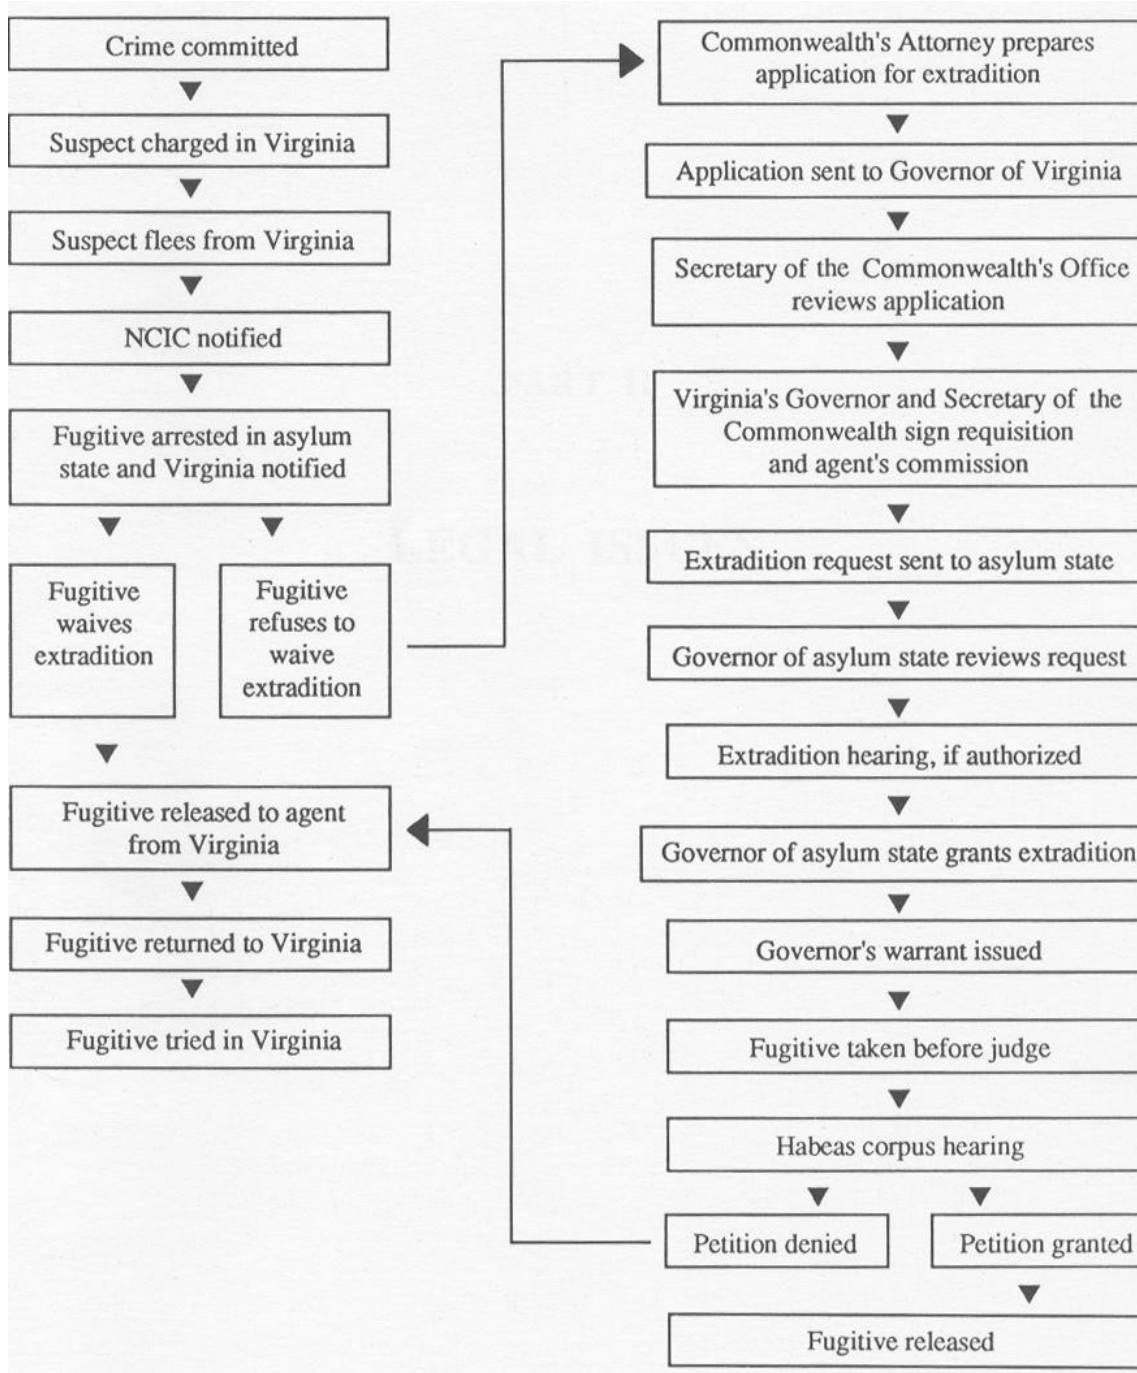 Crime committed
Suspect charged in Virginia
Suspect flees from Virginia
NCIC notified
Fugitive arrested in asylum
state and Virginia notified
Fugitive
waives
extradition
Fugitive
refuses to
waive
extradition
Fugitive released to agent
from Virginia
Fugitive returned to Virginia
Fugitive tried in Virginia
Commonwealth's Attorney prepares
application for extradition
Application sent to Governor of Virginia
Secretary of the Commonwealth's Office
reviews application
Virginia's Governor and Secretary of the
Commonwealth sign requisition
and agent's commission
Extradition request sent to asylum state
Governor of asylum state reviews request
Extradition hearing, if authorized
Governor of asylum state grants extradition
Governor's warrant issued
Fugitive taken before judge
Habeas corpus hearing
Petition denied
Petition granted
Fugitive released
PART II
LEGAL ISSUES